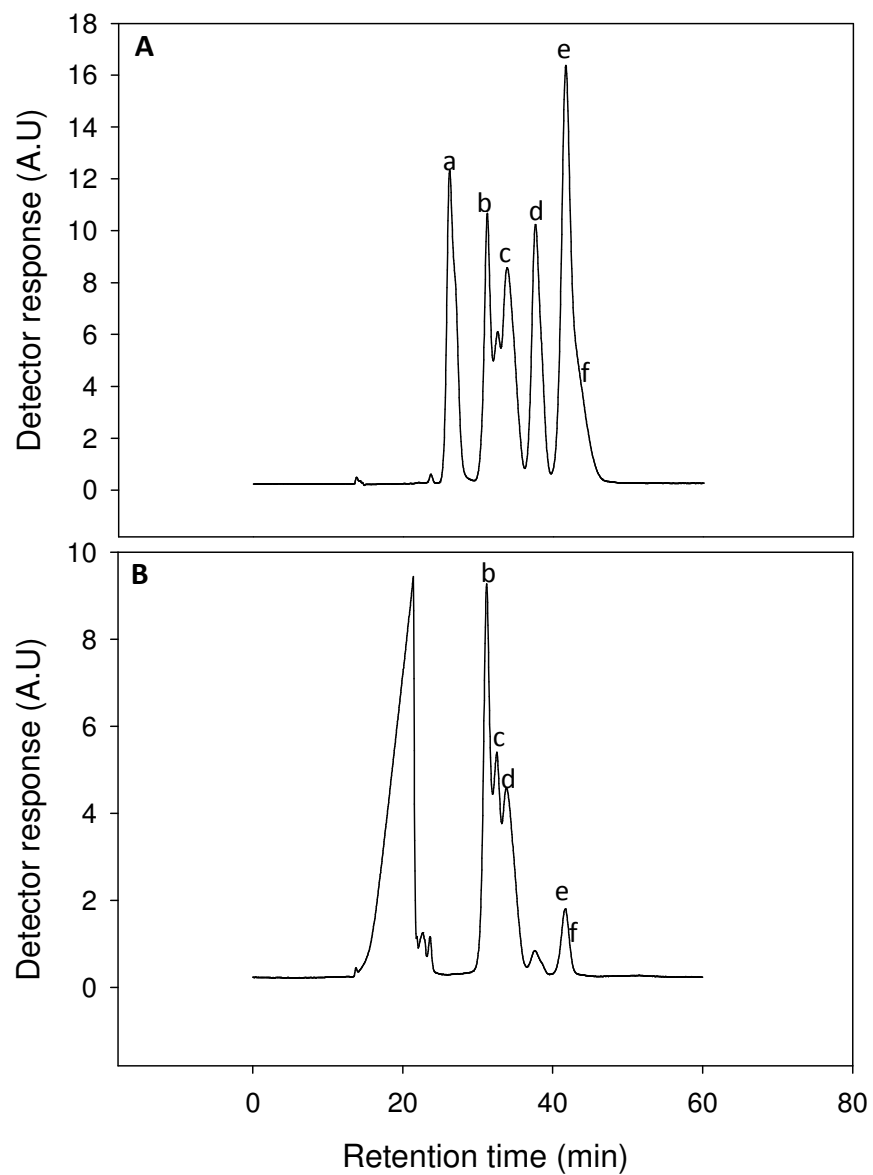 A
18
16
14
12
10
8
6
4
2
0
Detector response (A.U)
a
b
c
d
e
f
B
10
8
6
4
2
0
Detector response (A.U)
b
c
d
e
f
0 20 40 60 80
Retention time (min)